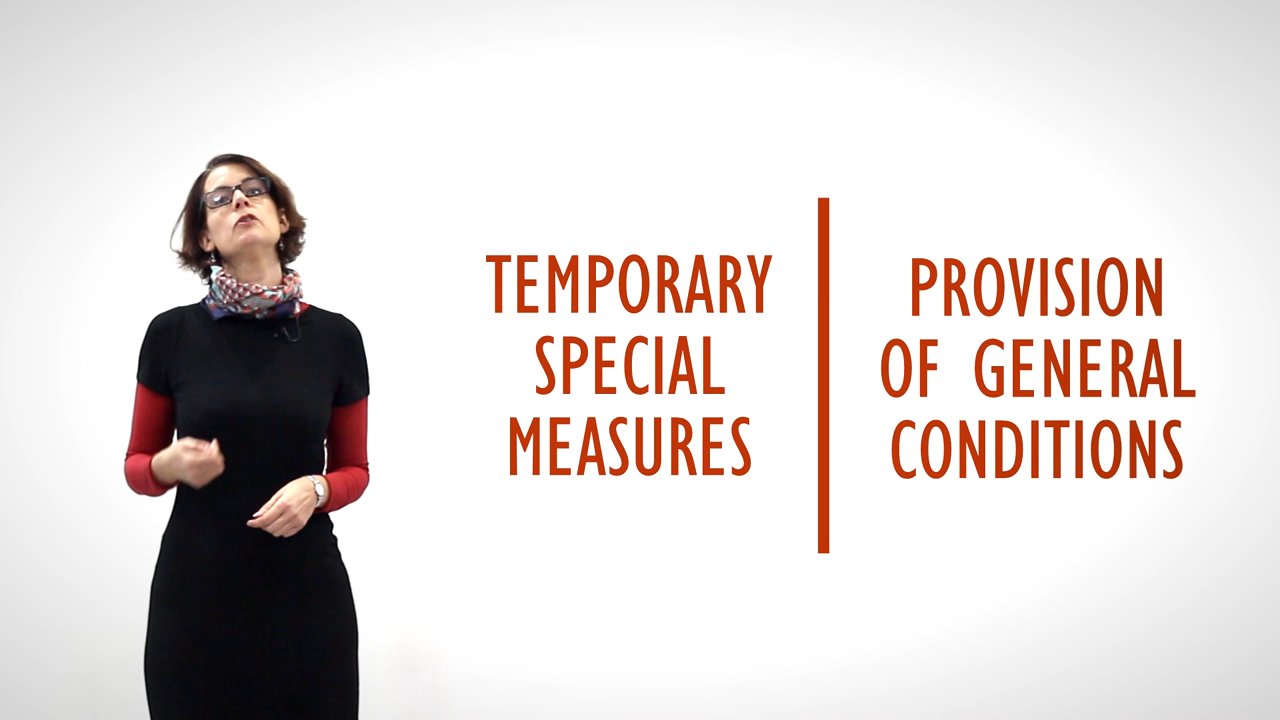 TEMPORARY
SPECIAL
MEASURES
PROVISION
OF GENERAL
CONDITIONS